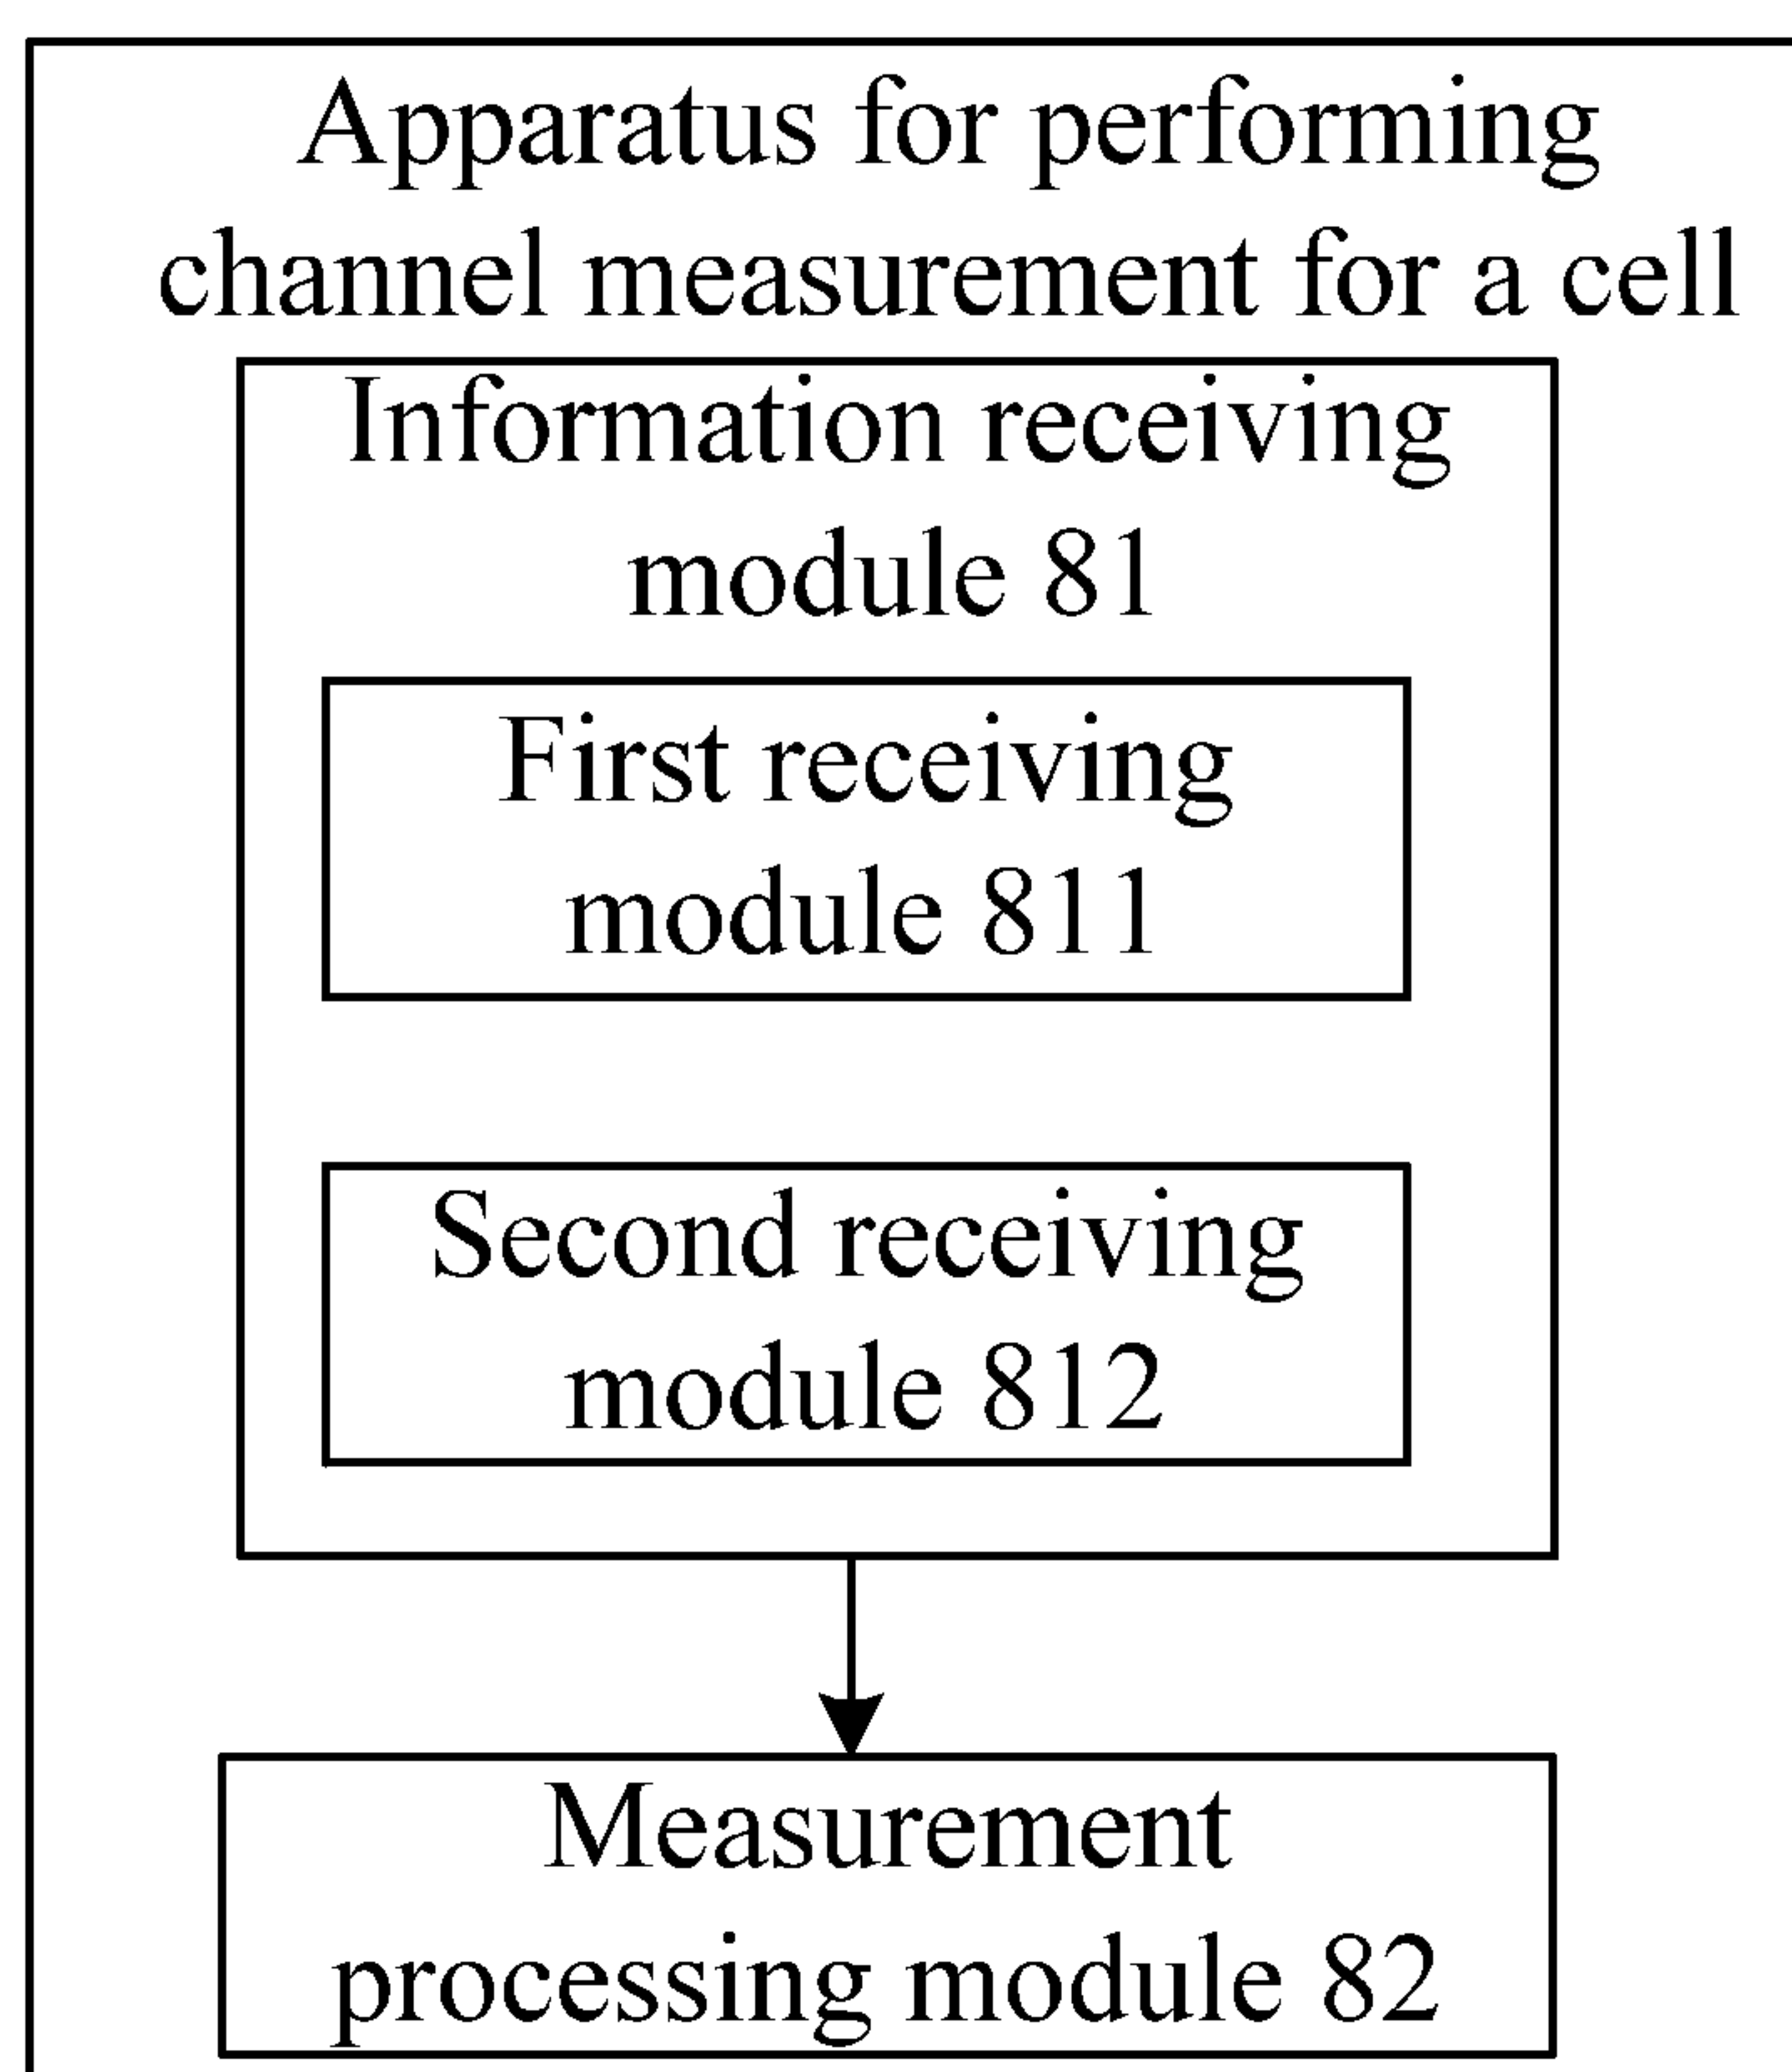 Apparatus for performing
channel measurement for a cell
Information receiving
module 81
First receiving
module 811
Second receiving
module 812
Measurement
processing module 82